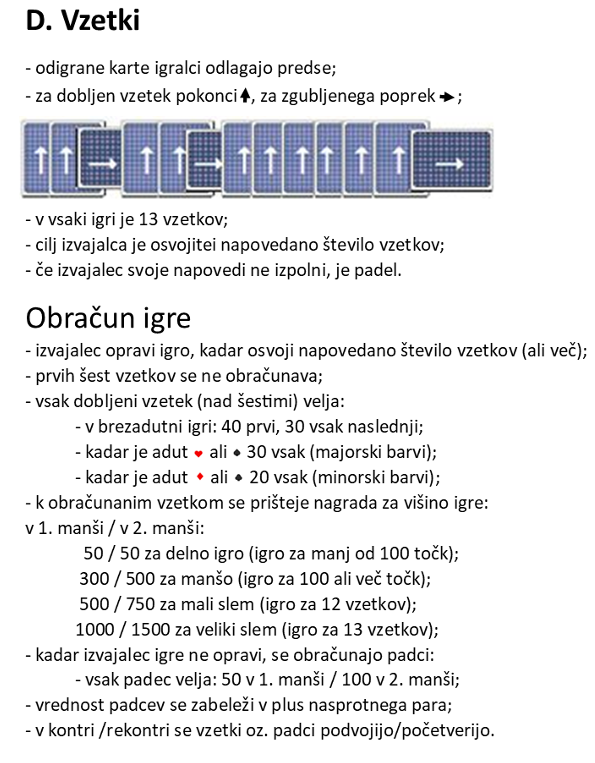 D. Vzetki
- odigrane karte igralci odlagajo predse;
- za dobljen vzetek pokonci ↑, za zgubljenega poprek → ;
↑ ↑ → ↑ ↑ → ↑ ↑ ↑ ↑ ↑ ↑ →
- v vsaki igri je 13 vzetkov;
- cilj izvajalca je osvojitei napovedano število vzetkov;
- če izvajalec svoje napovedi ne izpolni, je padel.
Obračun igre
- izvajalec opravi igro, kadar osvoji napovedano število vzetkov (ali več);
- prvih šest vzetkov se ne obračunava;
- vsak dobljeni vzetek (nad šestimi) velja:
- v brezadutni igri: 40 prvi, 30 vsak naslednji;
- kadar je adut ♥ ali ♠ 30 vsak (majorski barvi);
- kadar je adut ♦ ali ♠ 20 vsak (minorski barvi);
- k obračunanim vzetkom se prišteje nagrada za višino igre:
v 1. manši / v 2. manši:
50 / 50 za delno igro (igro za manj od 100 točk);
300 / 500 za manšo (igro za 100 ali več točk);
500 / 750 za mali slem (igro za 12 vzetkov);
1000 / 1500 za veliki slem (igro za 13 vzetkov);
- kadar izvajalec igre ne opravi, se obračunajo padci:
- vsak padec velja: 50 v 1. manši / 100 v 2. manši;
- vrednost padcev se zabeleži v plus nasprotnega para;
- v kontri /rekontri se vzetki oz. padci podvojijo/početverijo.